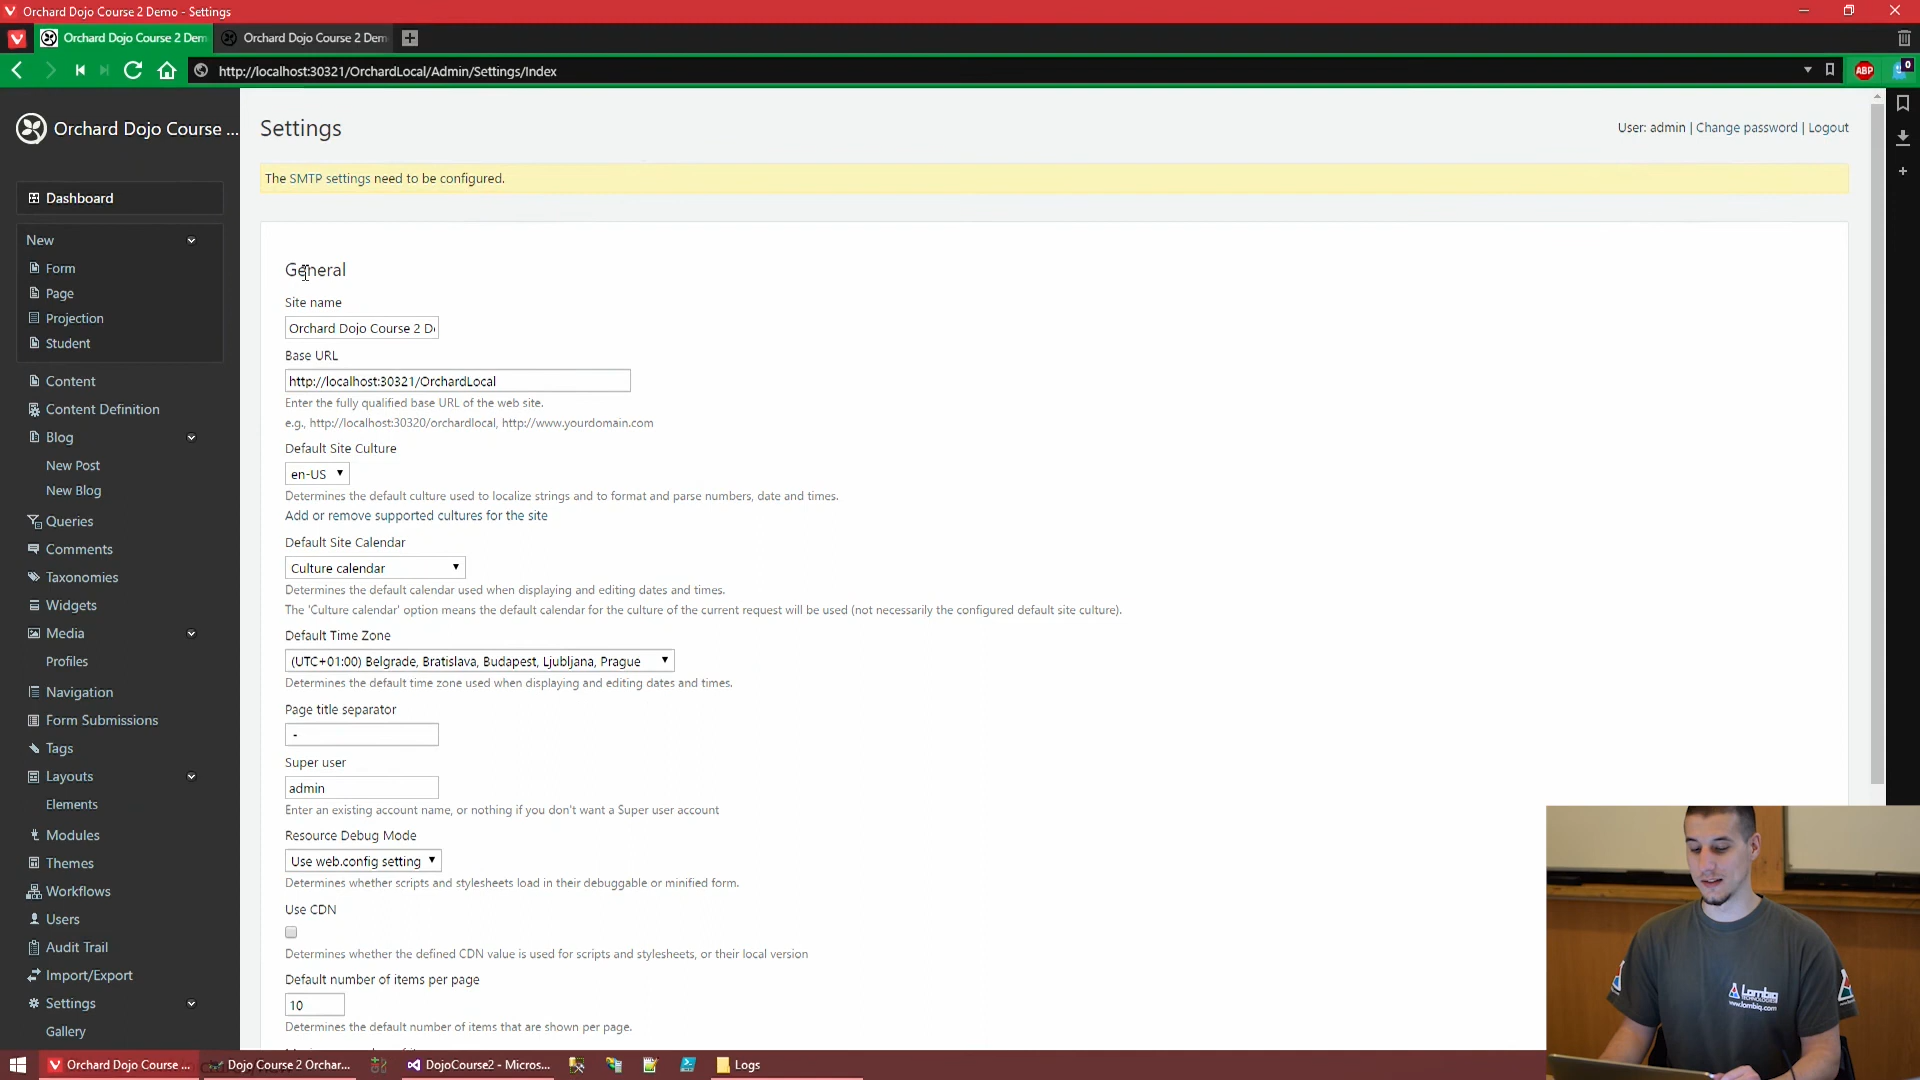 Orchard Dojo Course 2 Demo - Settings
Orchard Dojo Course 2 Dem
Orchard Dojo Course 2 Dem
http://localhost:30321/OrchardLocal/Admin/Settings/Index
ABP
0
Orchard Dojo Course ...
Dashboard
New
Form
Page
Projection
Student
Content
Content Definition
Blog
New Post
New Blog
Queries
Comments
Taxonomies
Widgets
Media
Profiles
Navigation
Form Submissions
Tags
Layouts
Elements
Modules
Themes
Workflows
Users
Audit Trail
Import/Export
Settings
Gallery
Settings
User: admin | Change password | Logout
The SMTP settings need to be configured.
General
Site name
Orchard Dojo Course 2 D
Base URL
http://localhost:30321/OrchardLocal
Enter the fully qualified base URL of the web site.
e.g., http://localhost:30320/orchardlocal, http://www.yourdomain.com
Default Site Culture
en-US
Determines the default culture used to localize strings and to format and parse numbers, date and times.
Add or remove supported cultures for the site
Default Site Calendar
Culture calendar
Determines the default calendar used when displaying and editing dates and times.
The 'Culture calendar' option means the default calendar for the culture of the current request will be used (not necessarily the configured default site culture).
Default Time Zone
(UTC+01:00) Belgrade, Bratislava, Budapest, Ljubljana, Prague
Determines the default time zone used when displaying and editing dates and times.
Page title separator
-
Super user
admin
Enter an existing account name, or nothing if you don't want a Super user account
Resource Debug Mode
Use web.config setting
Determines whether scripts and stylesheets load in their debuggable or minified form.
Use CDN
Determines whether the defined CDN value is used for scripts and stylesheets, or their local version
Default number of items per page
10
Determines the default number of items that are shown per page.
Lombiq
TECHNOLOGIES
www.lombiq.com
Orchard Dojo Course ...
Dojo Course 2 Orchar...
DojoCourse2 - Micros...
Logs